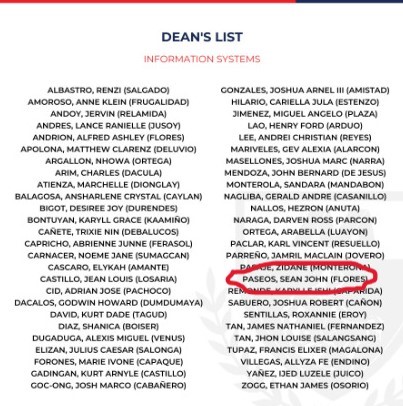 DEAN'S LIST
INFORMATION SYSTEMS
ALBASTRO, RENZI (SALGADO)
AMOROSO, ANNE KLEIN (FRUGALIDAD)
ANDOY, JERVIN (RELAMIDA)
ANDRES, LANCE RANIELLE (JUSOY)
ANDRION, ALFRED ASHLEY (FLORES)
APOLONA, MATTHEW CLARENZ (DELUVIO)
ARGALLON, NHOWA (ORTEGA)
ARIM, CHARLES (DACULA)
ATIENZA, MARCHELLE (DIONGLAY)
BALAGOSA, ANSHARLENE CRYSTAL (CAYLAN)
BIGOT, DESIREE JOY (DURENDES)
BONTUYAN, KARYLL GRACE (KAAMIÑO)
CAÑETE, TRIXIE NIN (DEBALUCOS)
CAPRICHO, ABRIENNE JUNNE (FERASOL)
CARNACER, NOEME JANE (SUMAGCAN)
CASCARO, ELYKAH (AMANTE)
CASTILLO, JEAN LOUIS (LOSARIA)
CID, ADRIAN JOSE (PACHOCO)
DACALOS, GODWIN HOWARD (DUMDUMAYA)
DAVID, KURT DADE (TAGUD)
DIAZ, SHANICA (BOISER)
DUGADUGA, ALEXIS MIGUEL (VENUS)
ELIZAN, JULIUS CAESAR (SALONGA)
FORONES, MARIE IVONE (CAPAQUE)
GADINGAN, KURT ARNYLE (CASTILLO)
GOC-ONG, JOSH MARCO (CABAÑERO)
GONZALES, JOSHUA ARNEL III (AMISTAD)
HILARIO, CARIELLA JULA (ESTENZO)
JIMENEZ, MIGUEL ANGELO (PLAZA)
LAO, HENRY FORD (ARDUO)
LEE, ANDREI CHRISTIAN (REYES)
MARIVELES, GEV ALEXIA (ALARCON)
MASELLONES, JOSHUA MARC (NARRA)
MENDOZA, JOHN BERNARD (DE JESUS)
MONTEROLA, SANDARA (MANDABON)
NAGLIBA, GERALD ANDRE (CASANILLO)
NALLOS, HEZRON (ANUTA)
NARAGA, DARVEN ROSS (PARCON)
ORTEGA, ARABELLA (LUAYON)
PACLAR, KARL VINCENT (RESUELLO)
PARREÑO, JAMRIL MACLAIN (JOVERO)
ZIDANE
PASEOS, SEAN JOHN (FLORES)
SABUERO, JOSHUA ROBERT (CAÑON)
SENTILLAS, ROXANNIE (EROY)
TAN, JAMES NATHANIEL (FERNANDEZ)
TAN, JHON LOUISE (SALANGSANG)
TUPAZ, FRANCIS ELIXER (MAGALONA)
VILLEGAS, ALLYZA FE (ENDINO)
YAÑEZ, IJED LUZELE (JUICO)
ZOGG, ETHAN JAMES (OSORIO)